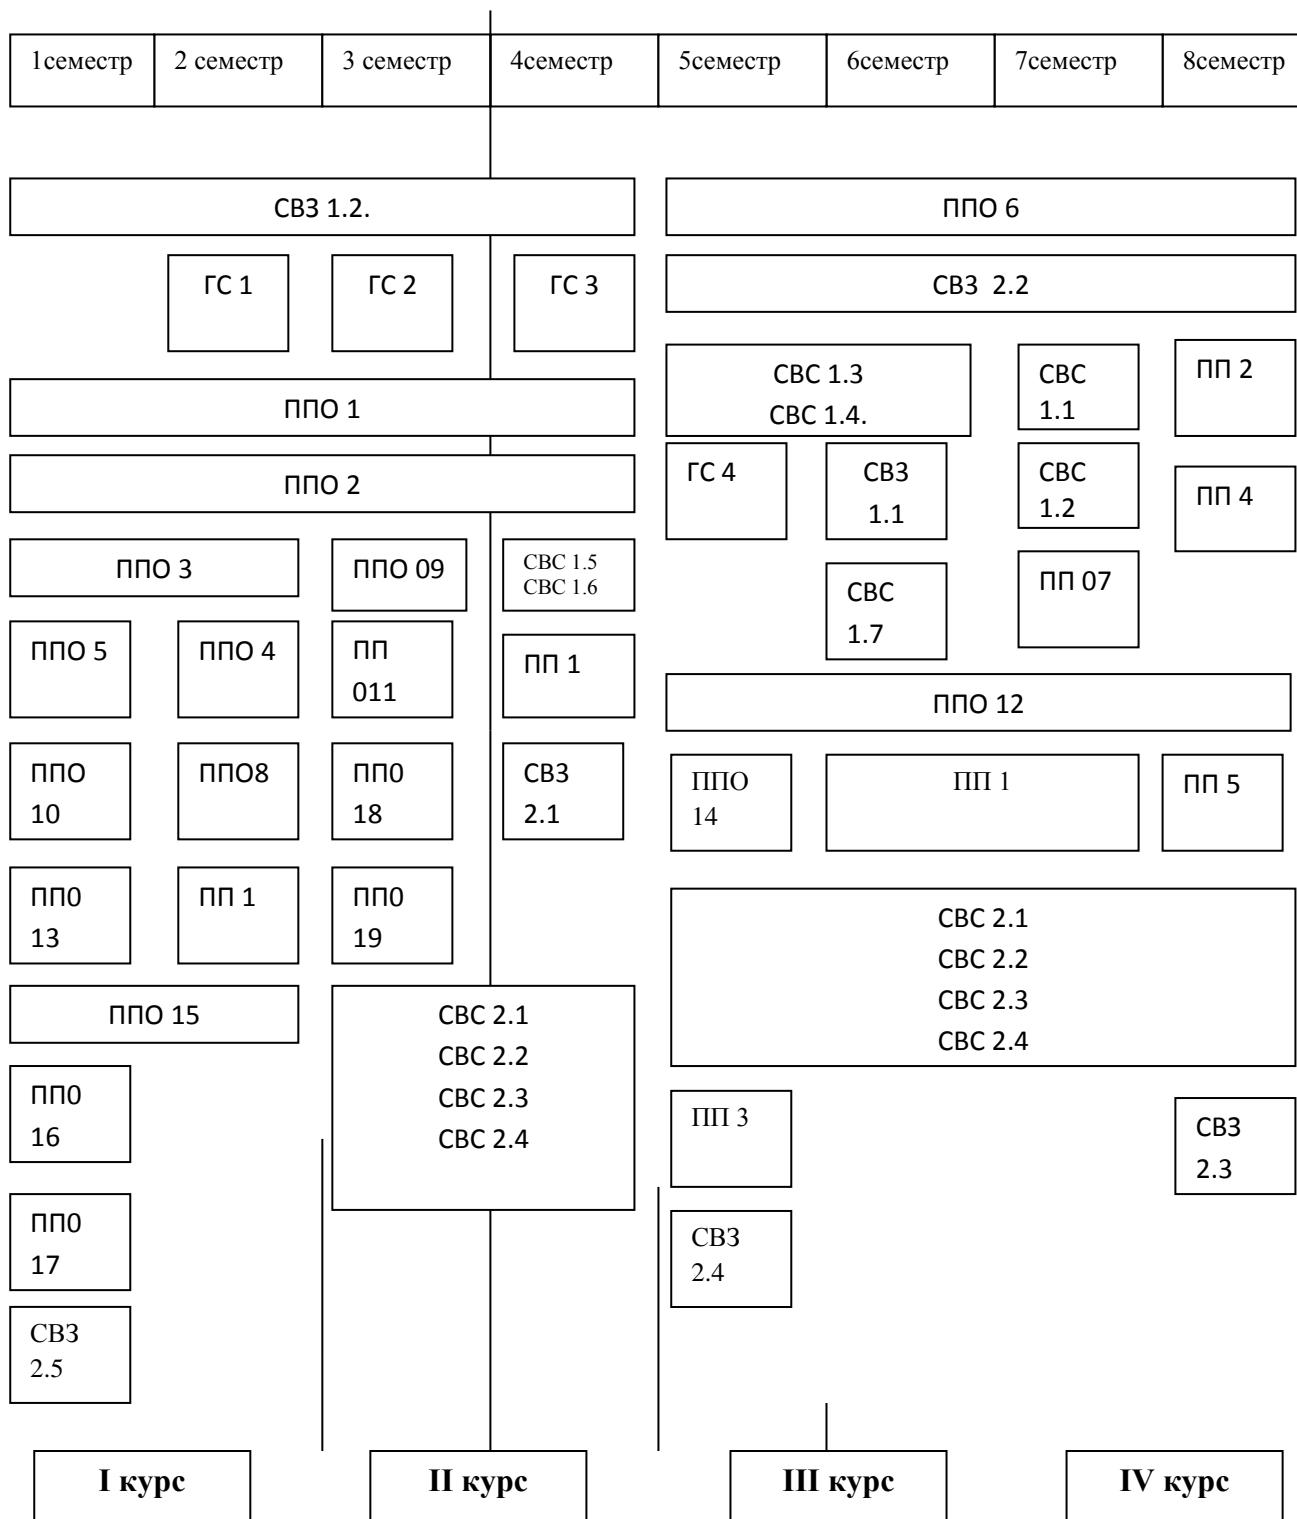 1семестр
2 семестр
3 семестр
4семестр
5семестр
6семестр
7семестр
8семестр
СВЗ 1.2.
ППО 6
ГС 1
ГС 2
ГС 3
СВЗ 2.2
СВС 1.3
СВС 1.4.
СВС
1.1
ПП 2
ППО 1
ГС 4
СВЗ
1.1
СВС
1.2
ПП 4
ППО 2
ППО 3
ППО 09
СВС 1.5
СВС 1.6
СВС
1.7
ПП 07
ППО 5
ППО 4
ПП
011
ПП 1
ППО 12
ППО
10
ППО8
ПП0
18
СВЗ
2.1
ППО
14
ПП 1
ПП 5
ПП0
13
ПП 1
ПП0
19
СВС 2.1
СВС 2.2
СВС 2.3
СВС 2.4
ППО 15
СВС 2.1
СВС 2.2
СВС 2.3
СВС 2.4
ПП0
16
ПП 3
СВЗ
2.3
ПП0
17
СВЗ
2.4
СВЗ
2.5
I курс
II курс
III курс
IV курс